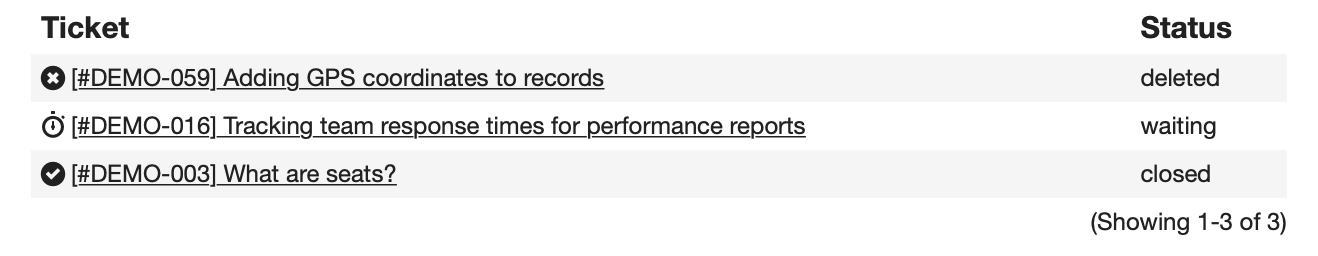 Ticket Status
[#DEMO-059] Adding GPS coordinates to records deleted
[#DEMO-016] Tracking team response times for performance reports waiting
[#DEMO-003] What are seats? closed
(Showing 1-3 of 3)